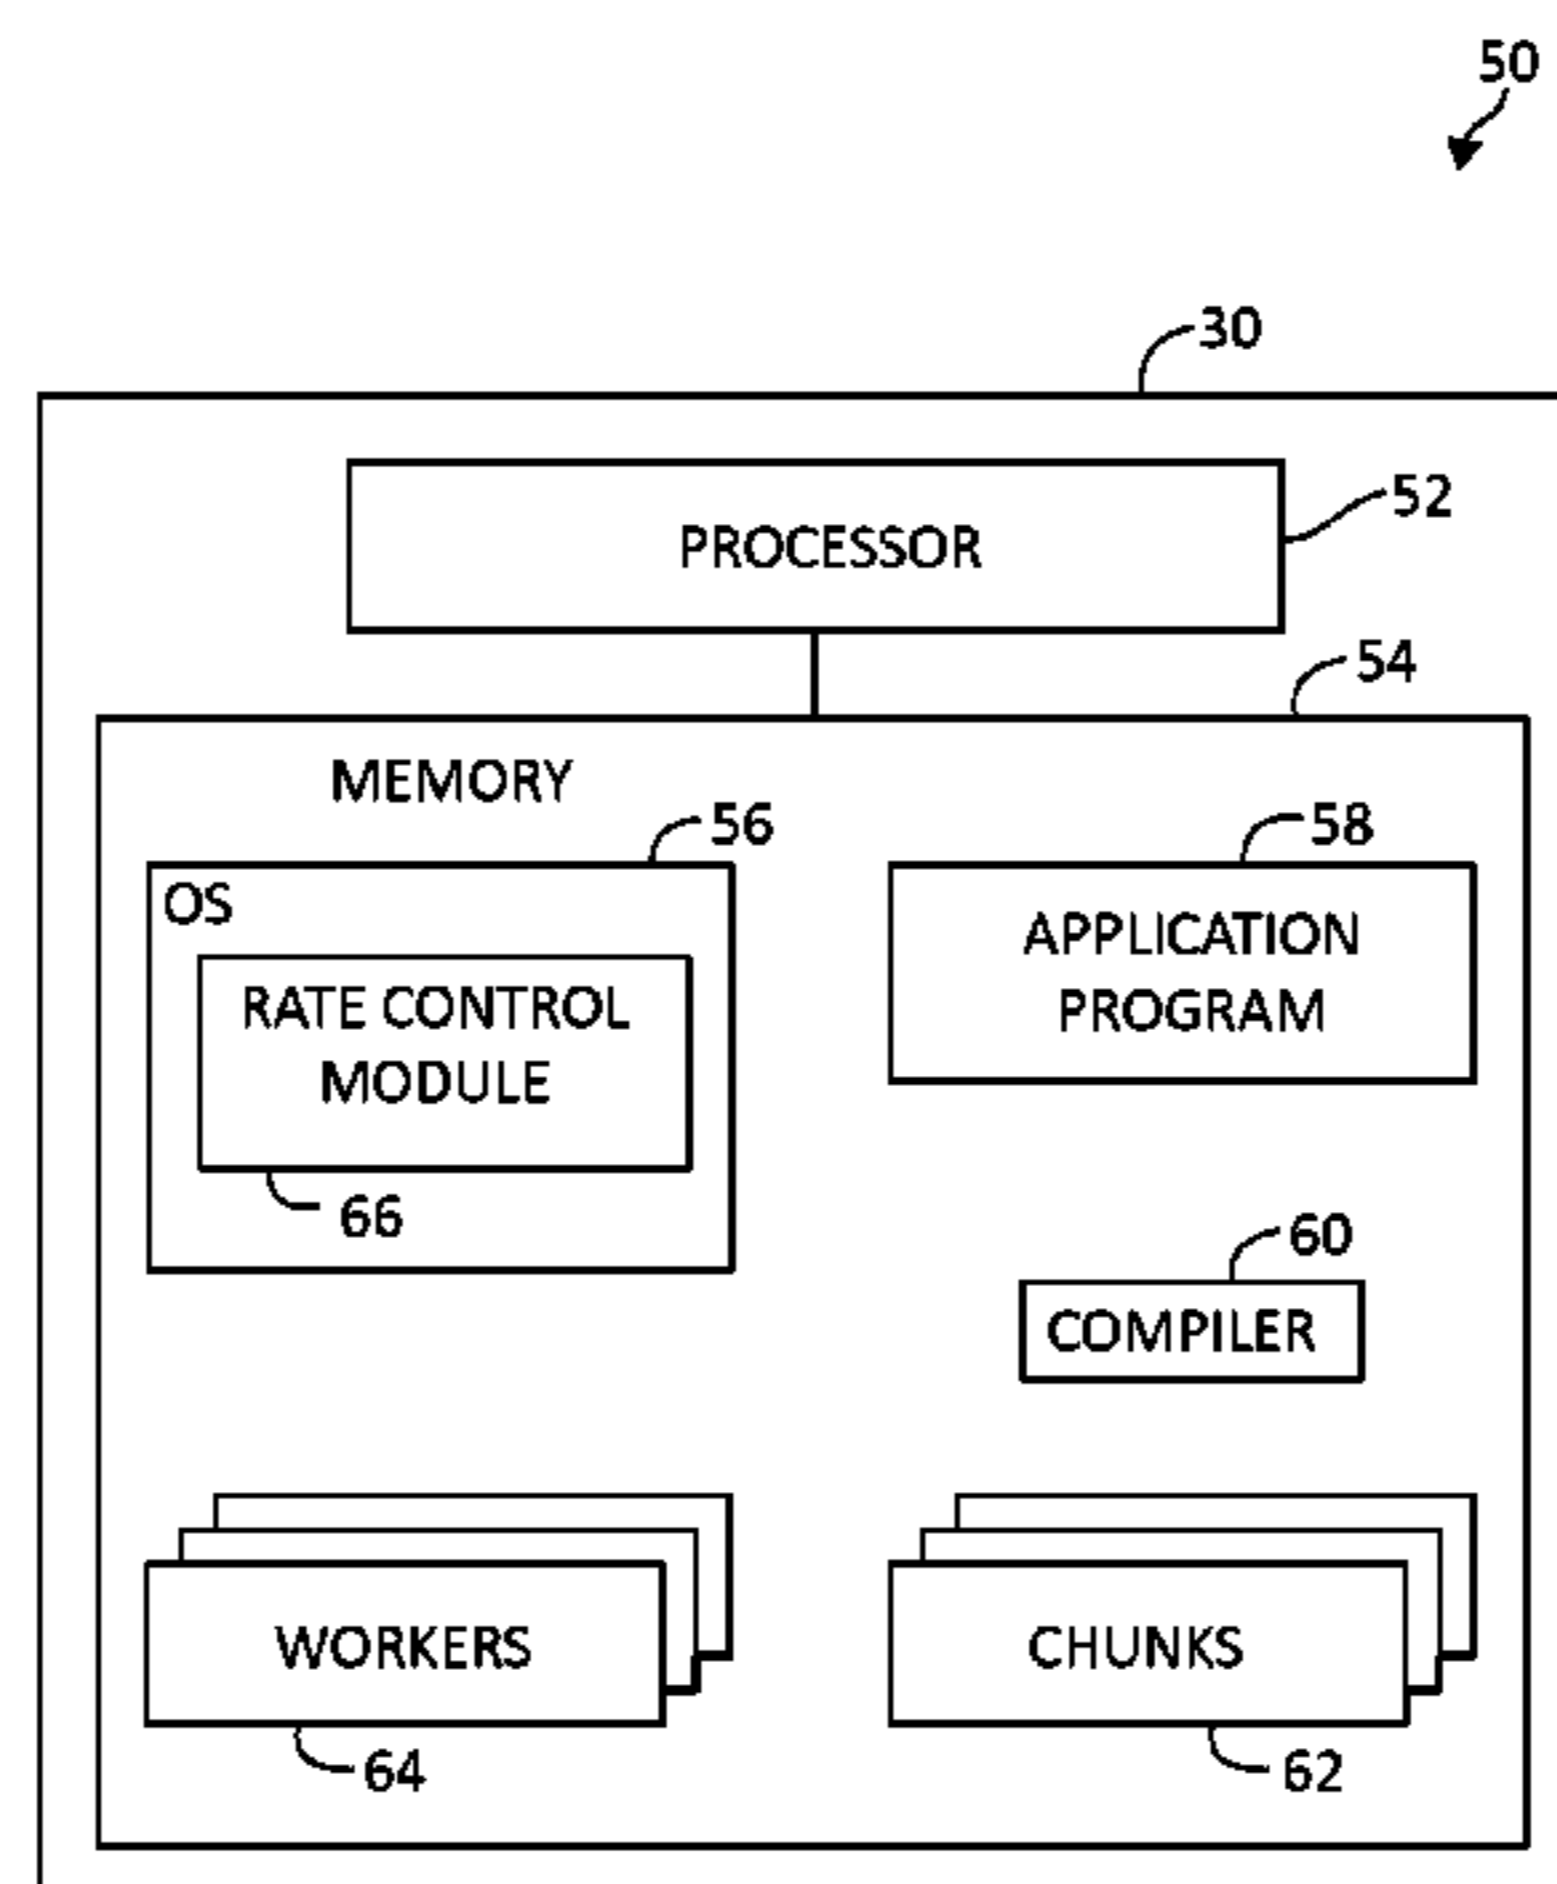 50
30
PROCESSOR
52
54
MEMORY
56
58
OS
RATE CONTROL
MODULE
66
APPLICATION
PROGRAM
60
COMPILER
WORKERS
64
CHUNKS
62